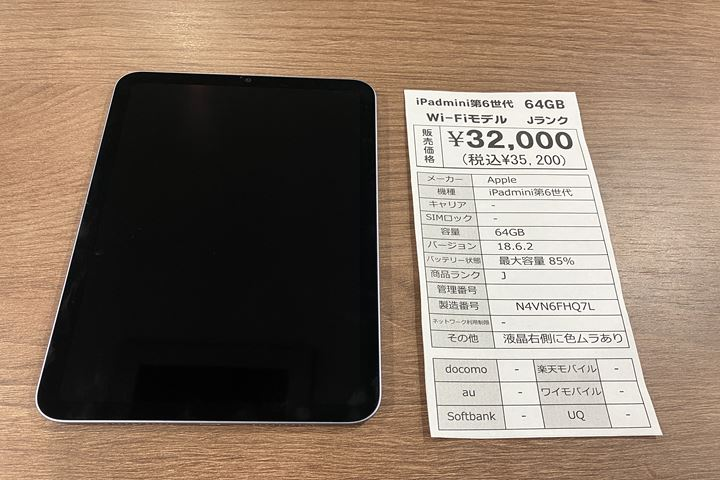 iPadmini第6世代 64GB
Wi-Fiモデル Jランク
販売価格 ¥32,000
(税込¥35,200)
メーカー Apple
機種 iPadmini第6世代
キャリア -
SIMロック -
容量 64GB
バージョン 18.6.2
バッテリー状態 最大容量 85%
商品ランク J
管理番号
製造番号 N4VN6FHQ7L
ネットワーク利用制限 -
その他 液晶右側に色ムラあり
docomo - 楽天モバイル -
au - ワイモバイル -
Softbank - UQ -